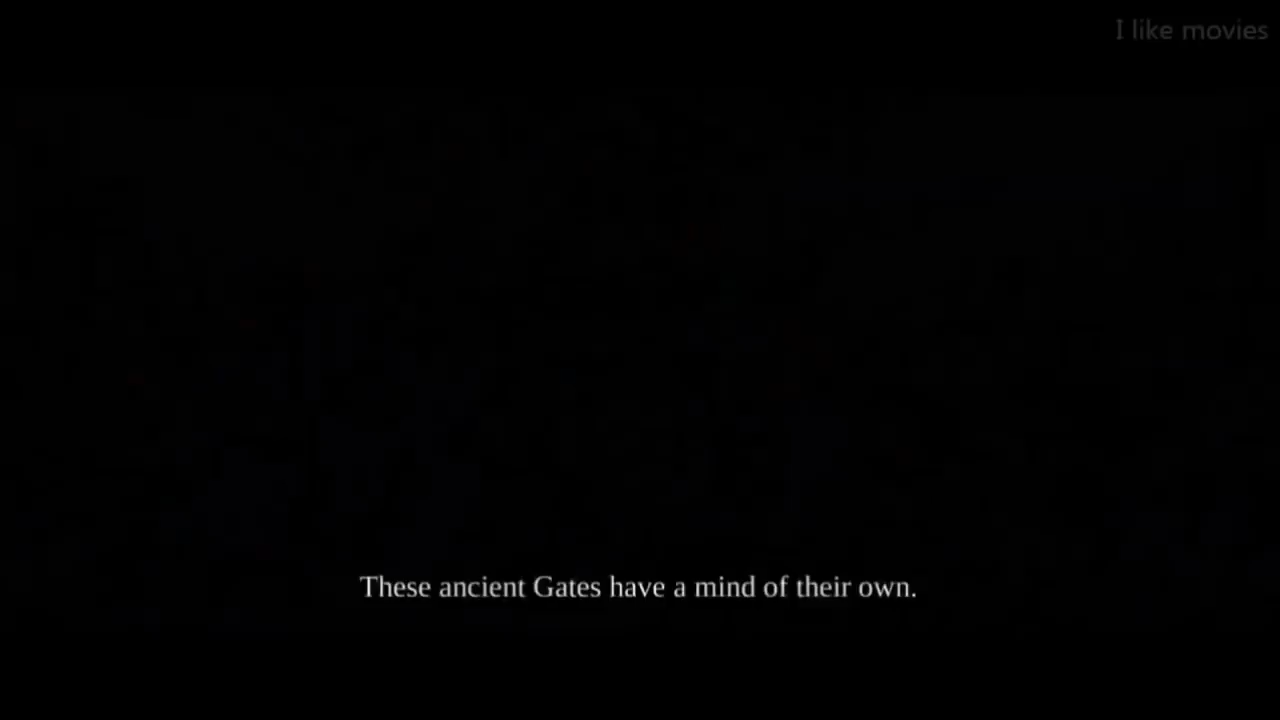 I like movies
These ancient Gates have a mind of their own.